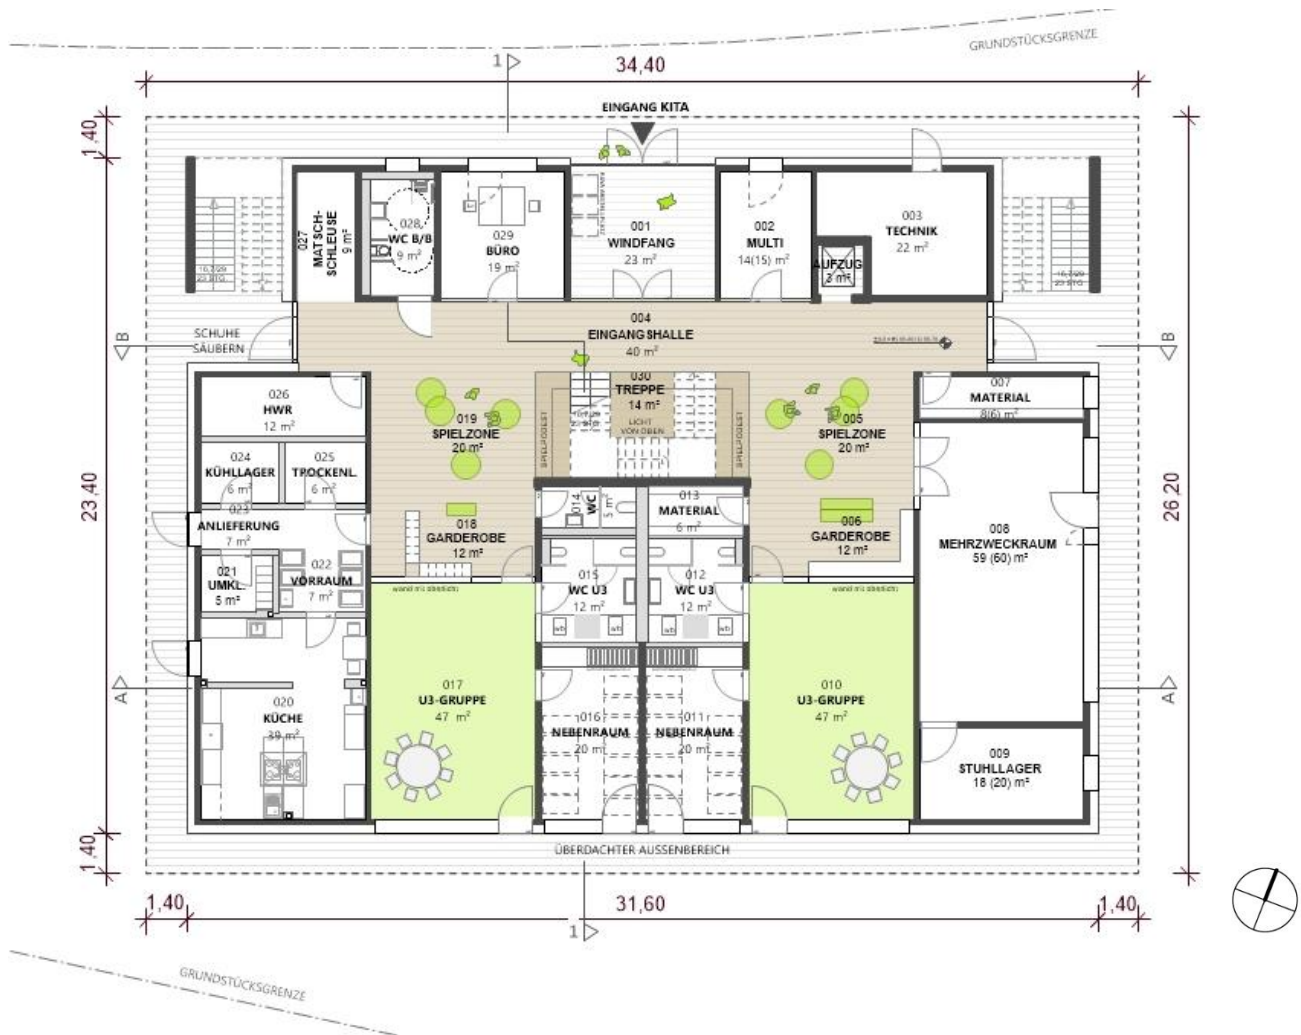 GRUNDSTÜCKSGRENZE
1
34,40
EINGANG KITA
1,40
027
MATSCH-
SCHLEUSE
9 m²
028
WC B/B
9 m²
029
BÜRO
19 m²
001
WINDFANG
23 m²
002
MULTI
14(15) m²
003
TECHNIK
22 m²
AUFZUG
3 m²
SCHUHE
SÄUBERN
B
004
EINGANGSHALLE
40 m²
B
030
TREPPE
14 m²
LICHT
VON OBEN
SPIELPODEST
SPIELPODEST
026
HWR
12 m²
019
SPIELZONE
20 m²
005
SPIELZONE
20 m²
007
MATERIAL
8(6) m²
024
KÜHLLAGER
6 m²
025
TROCKENL.
6 m²
23,40
26,20
023
ANLIEFERUNG
7 m²
018
GARDEROBE
12 m²
014
WC
5 m²
013
MATERIAL
6 m²
006
GARDEROBE
12 m²
008
MEHRZWECKRAUM
59 (60) m²
021
UMKL.
5 m²
022
VORRAUM
7 m²
015
WC U3
12 m²
012
WC U3
12 m²
A
020
KÜCHE
39 m²
017
U3-GRUPPE
47 m²
016
NEBENRAUM
20 m²
011
NEBENRAUM
20 m²
010
U3-GRUPPE
47 m²
A
009
STUHLLAGER
18 (20) m²
ÜBERDACHTER AUSSENBEREICH
1,40
1,40
31,60
1,40
1
GRUNDSTÜCKSGRENZE